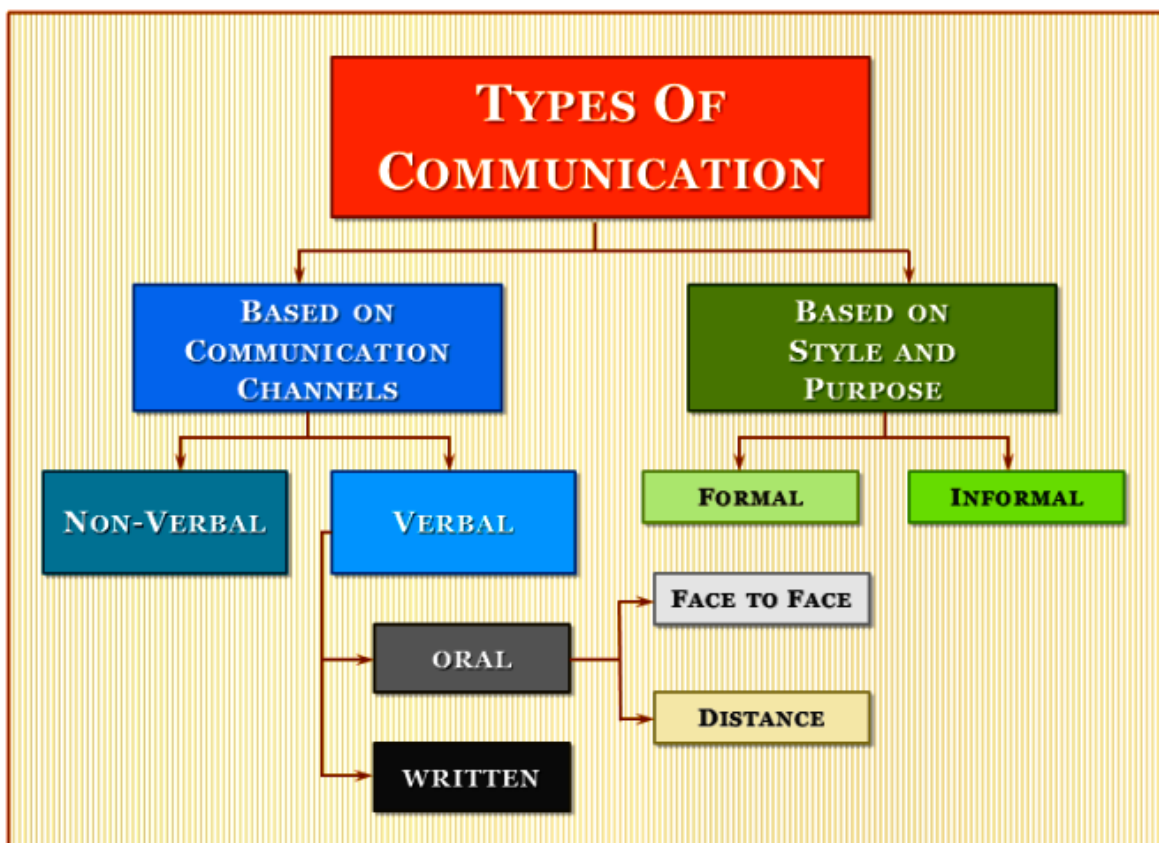 TYPES OF
COMMUNICATION
BASED ON
COMMUNICATION
CHANNELS
BASED ON
STYLE AND
PURPOSE
NON-VERBAL
VERBAL
FORMAL
INFORMAL
FACE TO FACE
ORAL
DISTANCE
WRITTEN